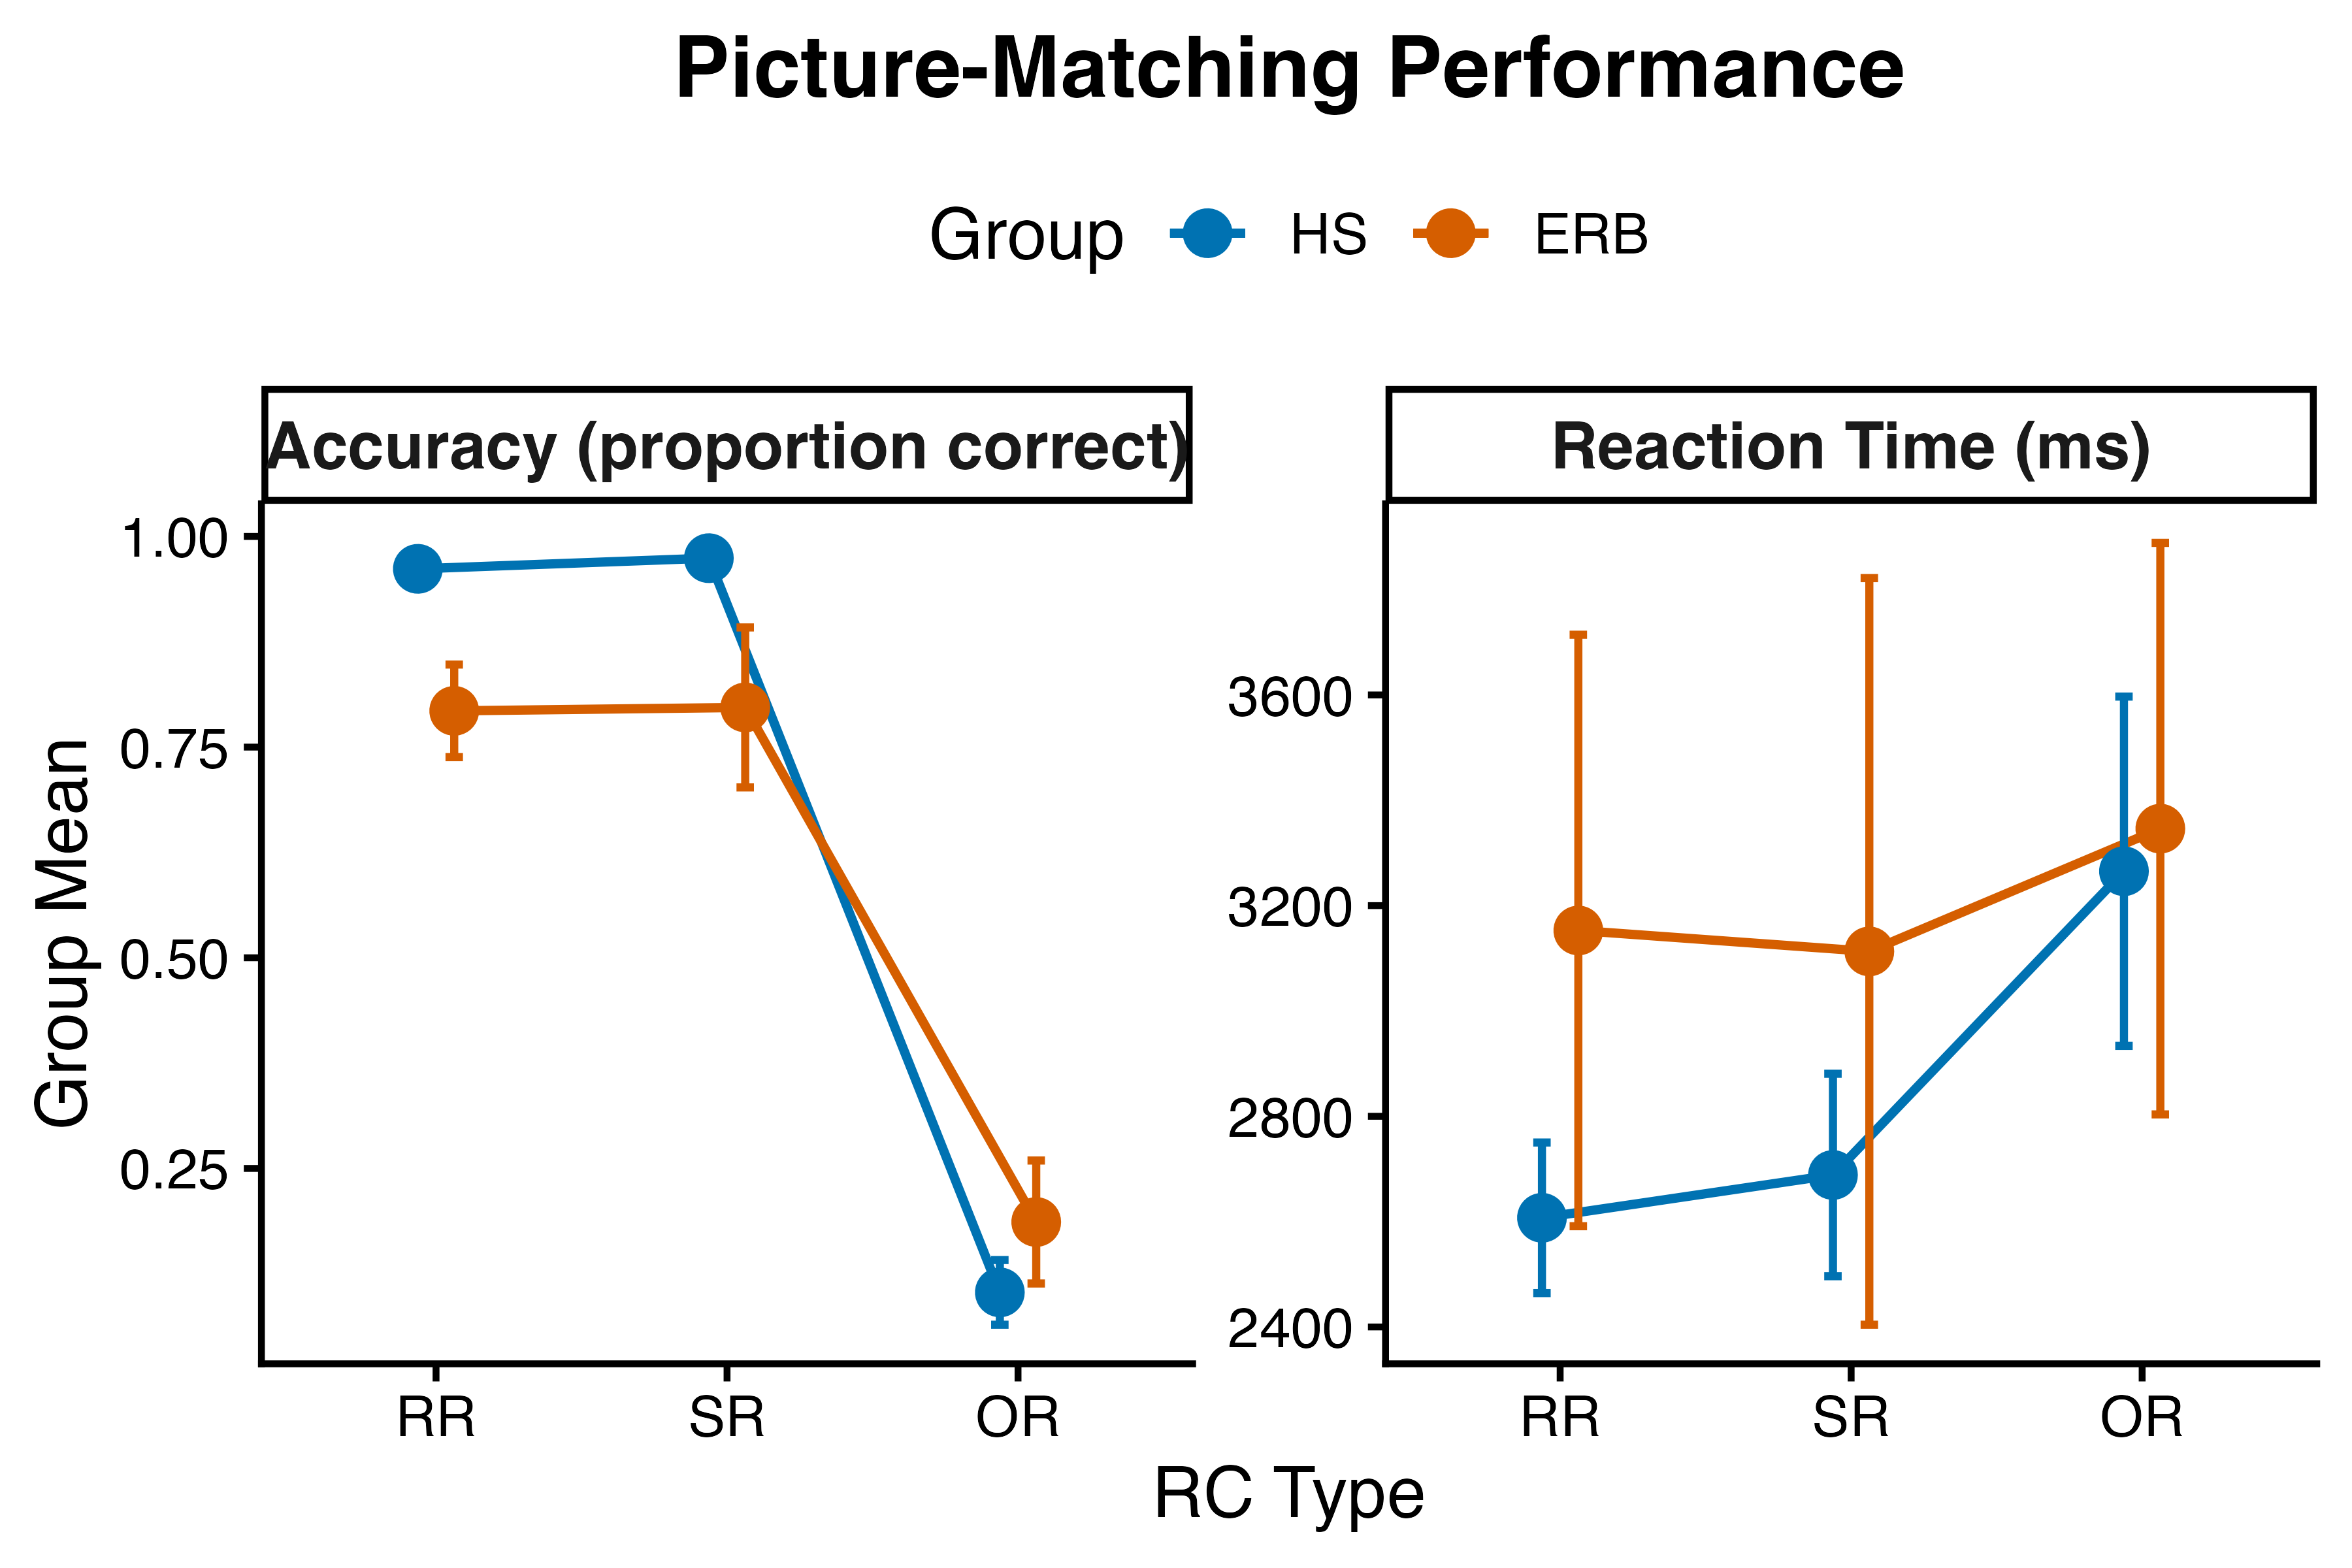 Picture-Matching Performance
Group HS ERB
Accuracy (proportion correct)
Reaction Time (ms)
Group Mean
1.00
0.75
0.50
0.25
RR SR OR
3600
3200
2800
2400
RR SR OR
RC Type